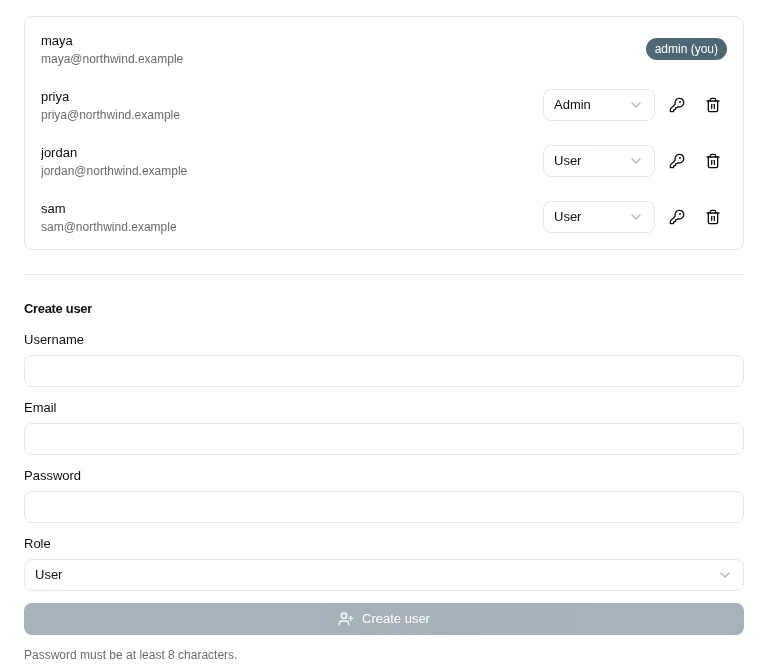 maya
maya@northwind.example
admin (you)
priya
priya@northwind.example
Admin
jordan
jordan@northwind.example
User
sam
sam@northwind.example
User
Create user
Username
Email
Password
Role
User
Create user
Password must be at least 8 characters.